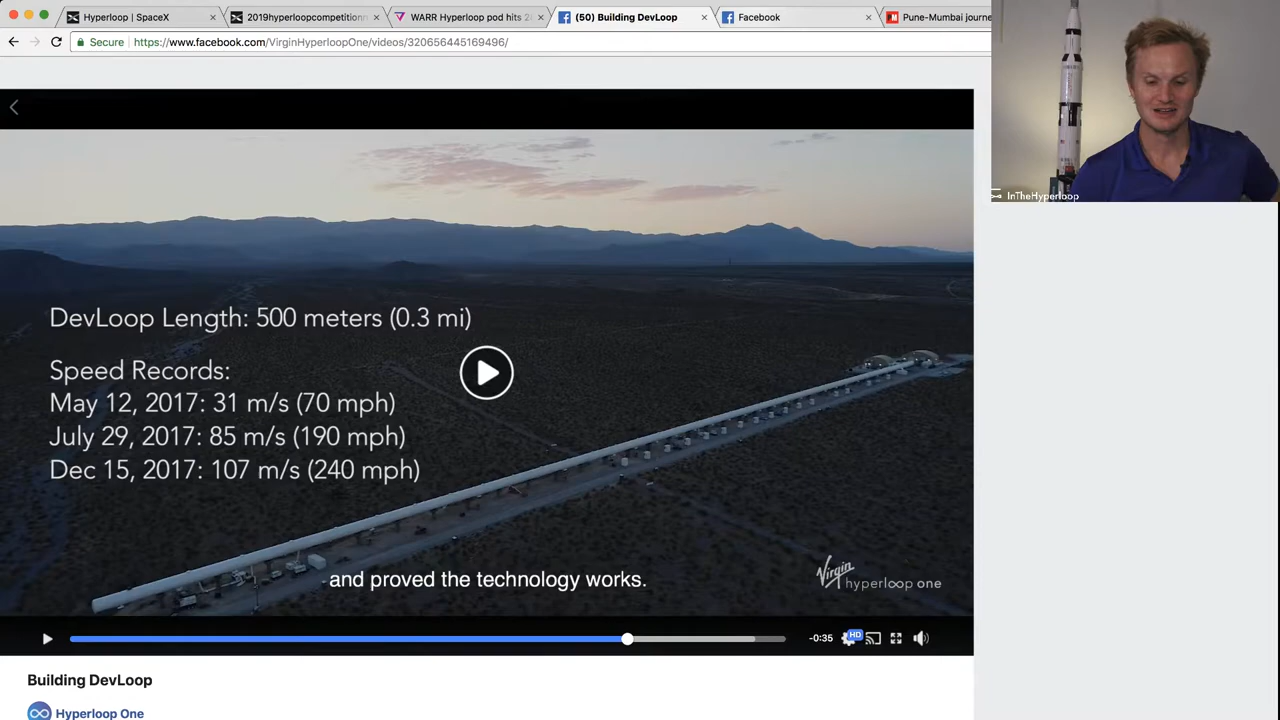 Hyperloop | SpaceX
2019hyperloopcompetition
WARR Hyperloop pod hits 2
(50) Building DevLoop
Facebook
Pune-Mumbai journe
Secure
https://www.facebook.com/VirginHyperloopOne/videos/320656445169496/
InTheHyperloop
DevLoop Length: 500 meters (0.3 mi)
Speed Records:
May 12, 2017: 31 m/s (70 mph)
July 29, 2017: 85 m/s (190 mph)
Dec 15, 2017: 107 m/s (240 mph)
and proved the technology works.
Virgin hyperloop one
-0:35
HD
Building DevLoop
Hyperloop One